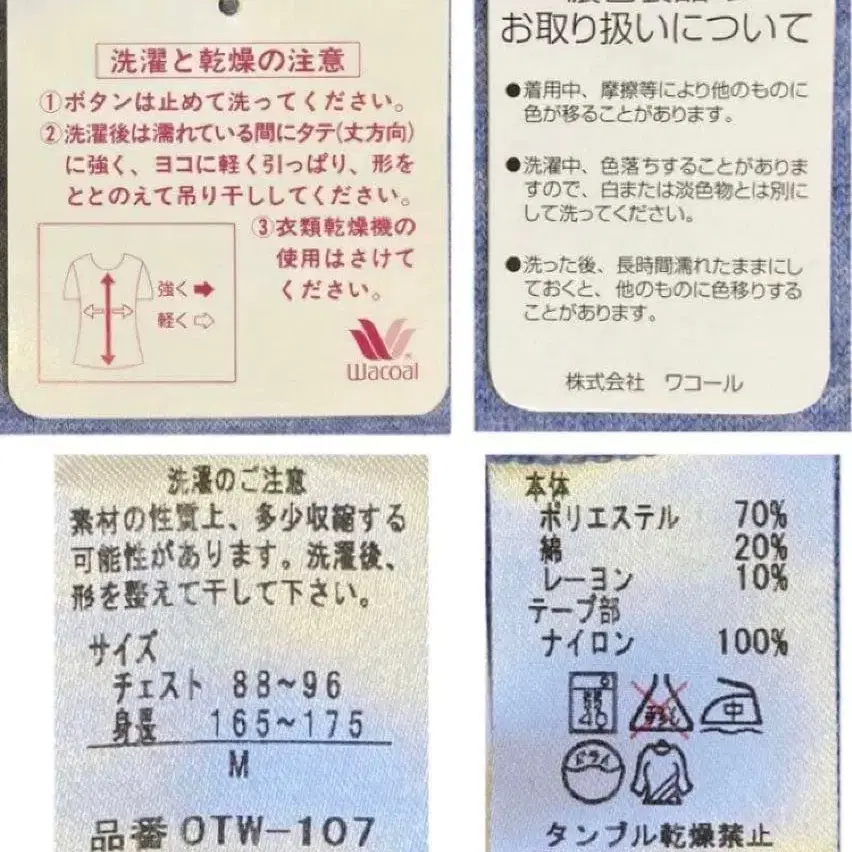 洗濯と乾燥の注意
①ボタンは止めて洗ってください。
②洗濯後は濡れている間にタテ(丈方向)
に強く、ヨコに軽く引っぱり、形を
ととのえて吊り干ししてください。
③衣類乾燥機の
使用はさけて
ください。
強く
軽く
Wacoal
お取り扱いについて
●着用中、摩擦等により他のものに
色が移ることがあります。
●洗濯中、色落ちすることがありま
すので、白または淡色物とは別に
して洗ってください。
●洗った後、長時間濡れたままにし
ておくと、他のものに色移りする
ことがあります。
株式会社 ワコール
洗濯のご注意
素材の性質上、多少収縮する
可能性があります。洗濯後、
形を整えて干して下さい。
サイズ
チェスト 88~96
身長 165~175
M
品番OTW-107
本体
ポリエステル 70%
綿 20%
レーヨン 10%
テープ部
ナイロン 100%
弱
40
中
ドライ
タンブル乾燥禁止